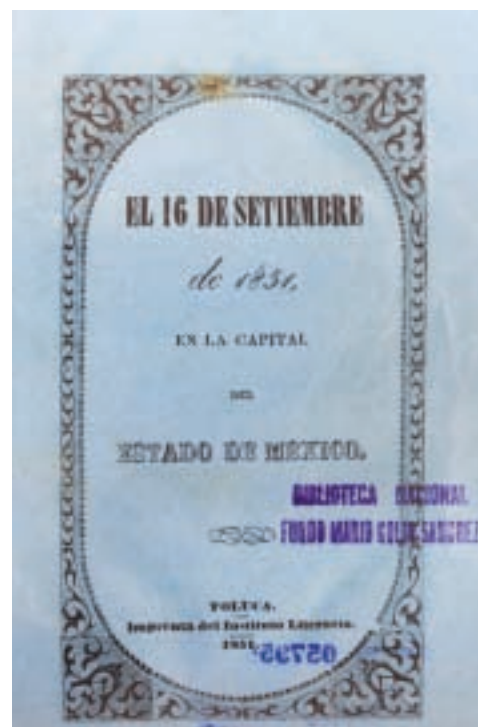 EL 16 DE SETIEMBRE
de 1851,
EN LA CAPITAL
DEL
ESTADO DE MÉXICO.
BIBLIOTECA NACIONAL
FONDO MARIO COLIN SANCHEZ
TOLUCA.
Imprenta del Instituto Literario.
1851.
05795